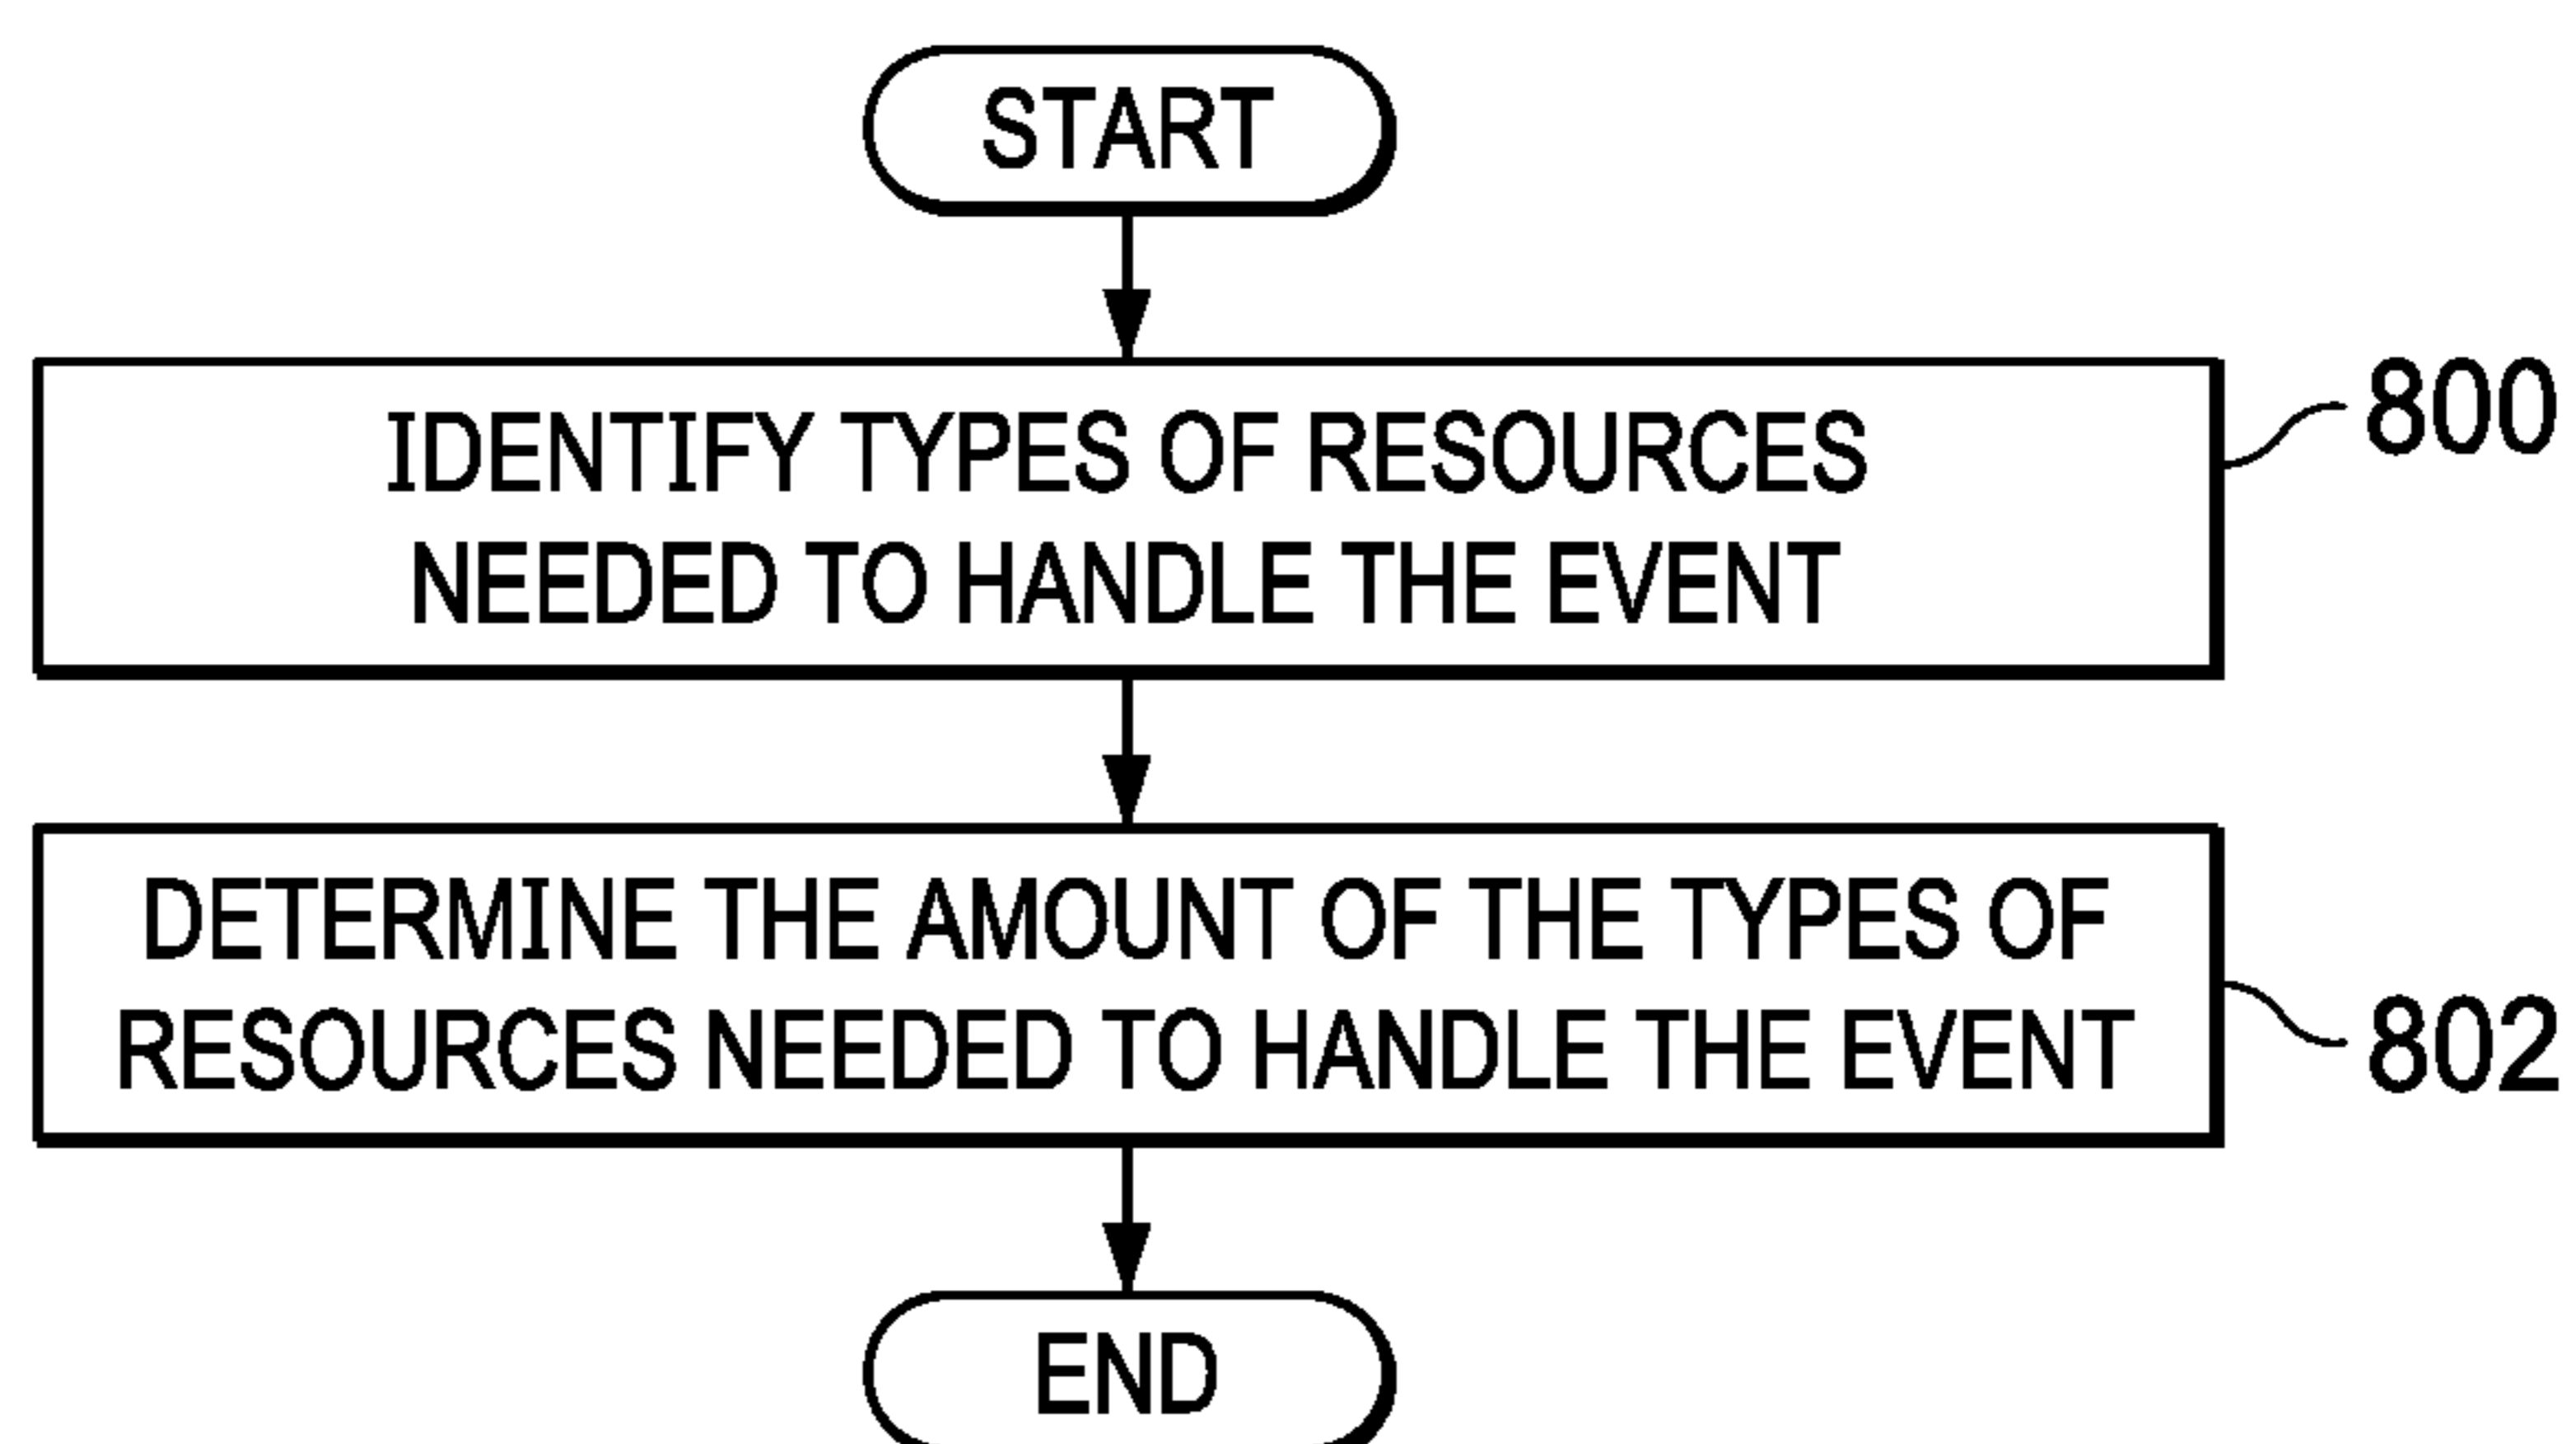 START
IDENTIFY TYPES OF RESOURCES
NEEDED TO HANDLE THE EVENT
800
DETERMINE THE AMOUNT OF THE TYPES OF
RESOURCES NEEDED TO HANDLE THE EVENT
802
END